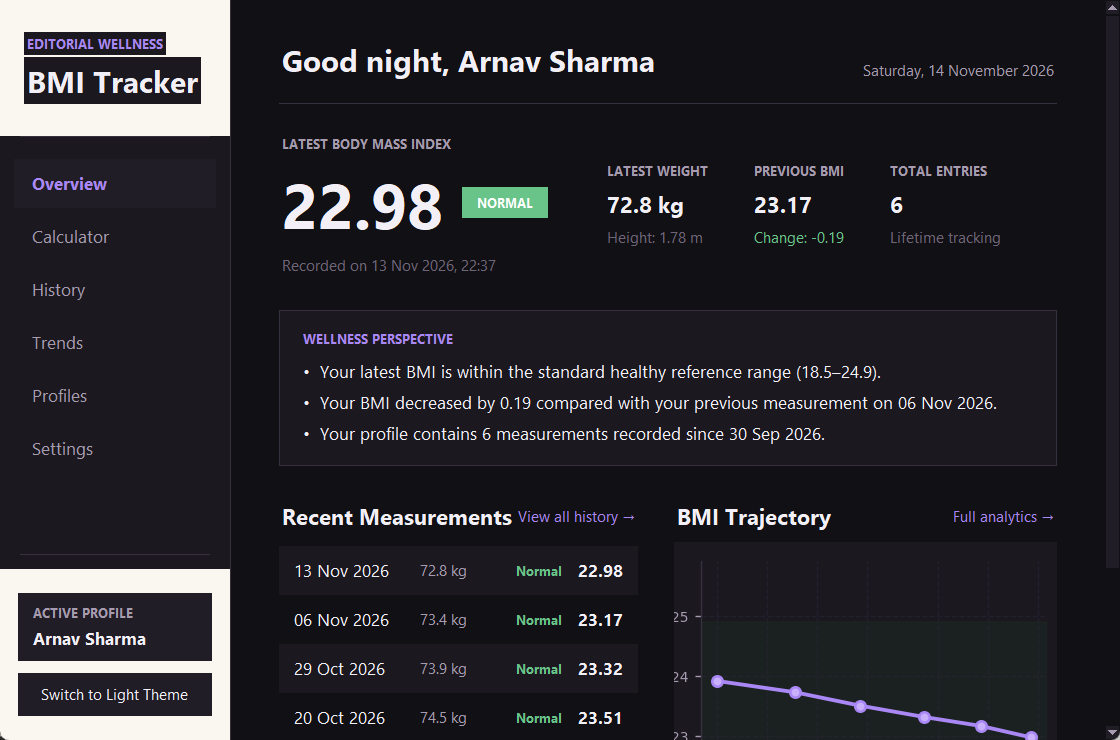 EDITORIAL WELLNESS
BMI Tracker
Overview
Calculator
History
Trends
Profiles
Settings
ACTIVE PROFILE
Arnav Sharma
Switch to Light Theme
Good night, Arnav Sharma
Saturday, 14 November 2026
LATEST BODY MASS INDEX
22.98
NORMAL
Recorded on 13 Nov 2026, 22:37
LATEST WEIGHT
72.8 kg
Height: 1.78 m
PREVIOUS BMI
23.17
Change: -0.19
TOTAL ENTRIES
6
Lifetime tracking
WELLNESS PERSPECTIVE
• Your latest BMI is within the standard healthy reference range (18.5–24.9).
• Your BMI decreased by 0.19 compared with your previous measurement on 06 Nov 2026.
• Your profile contains 6 measurements recorded since 30 Sep 2026.
Recent Measurements View all history →
13 Nov 2026 72.8 kg Normal 22.98
06 Nov 2026 73.4 kg Normal 23.17
29 Oct 2026 73.9 kg Normal 23.32
20 Oct 2026 74.5 kg Normal 23.51
BMI Trajectory Full analytics →
25
24
23